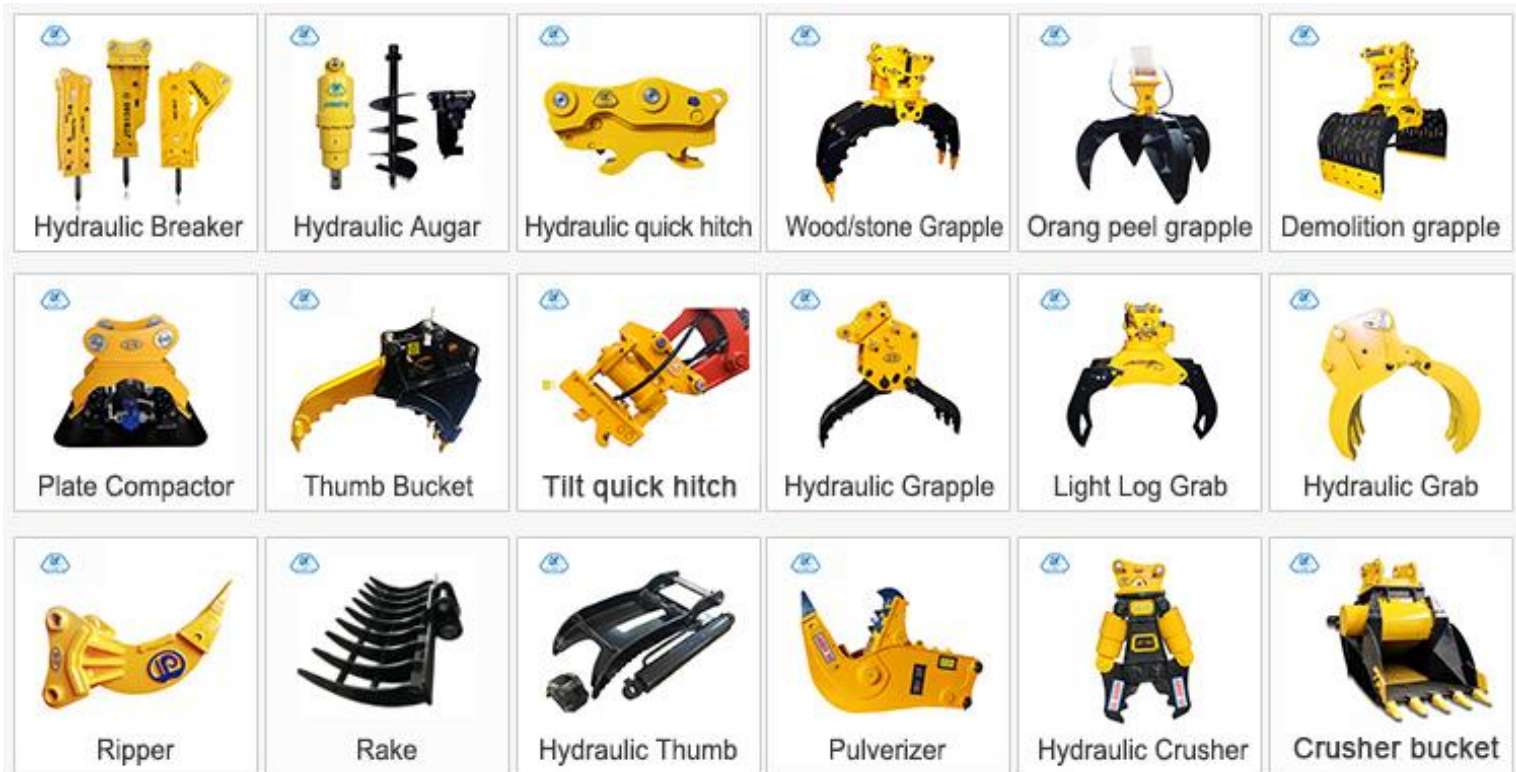 Hydraulic Breaker
Hydraulic Augar
Hydraulic quick hitch
Wood/stone Grapple
Orang peel grapple
Demolition grapple
Plate Compactor
Thumb Bucket
Tilt quick hitch
Hydraulic Grapple
Light Log Grab
Hydraulic Grab
Ripper
Rake
Hydraulic Thumb
Pulverizer
Hydraulic Crusher
Crusher bucket